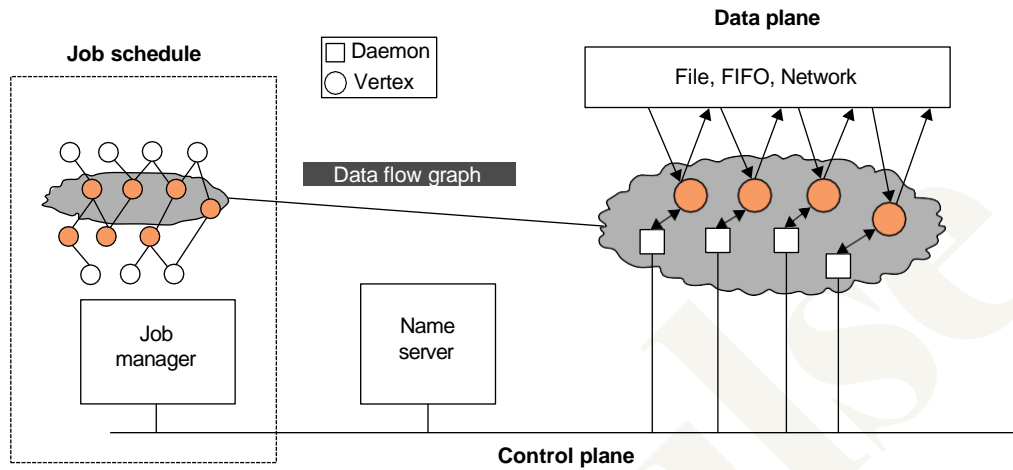 Data plane
Job schedule
Daemon
Vertex
File, FIFO, Network
Data flow graph
Job
manager
Name
server
Control plane